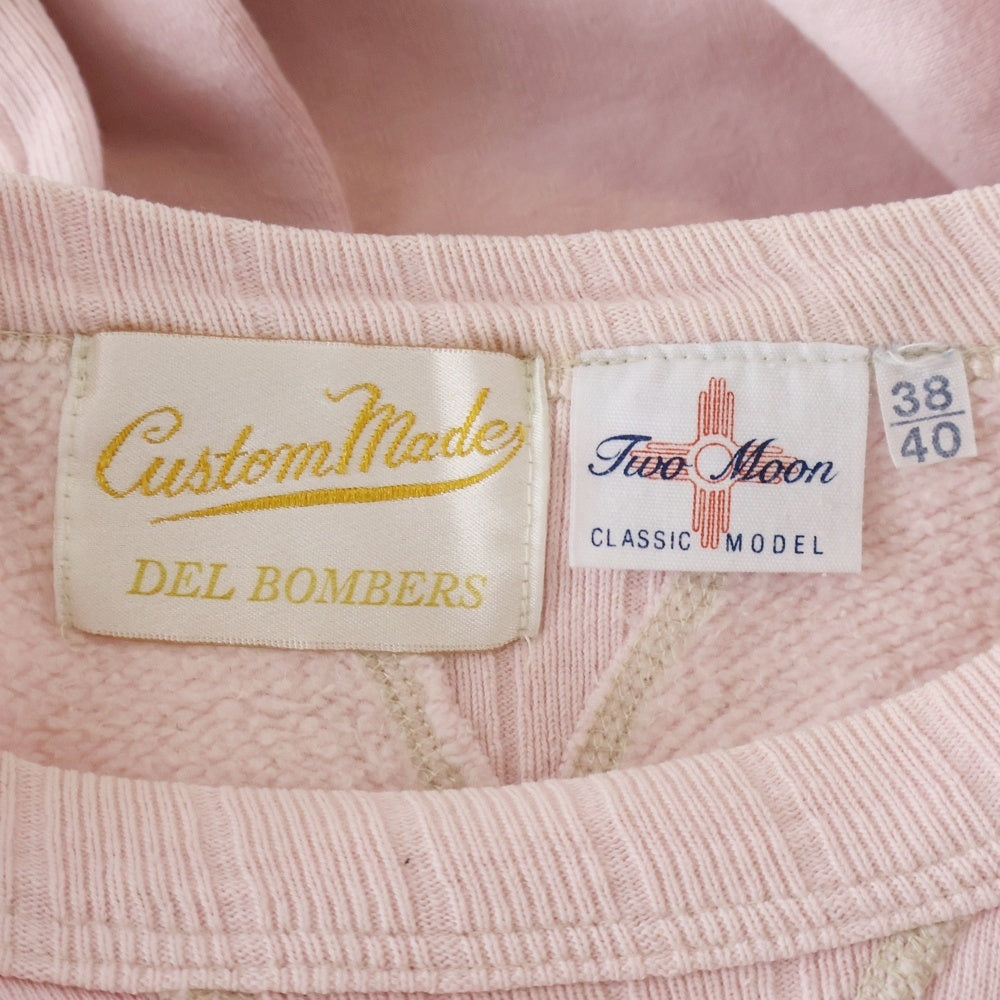 Custom Made
DEL BOMBERS
Two Moon
CLASSIC MODEL
38
40